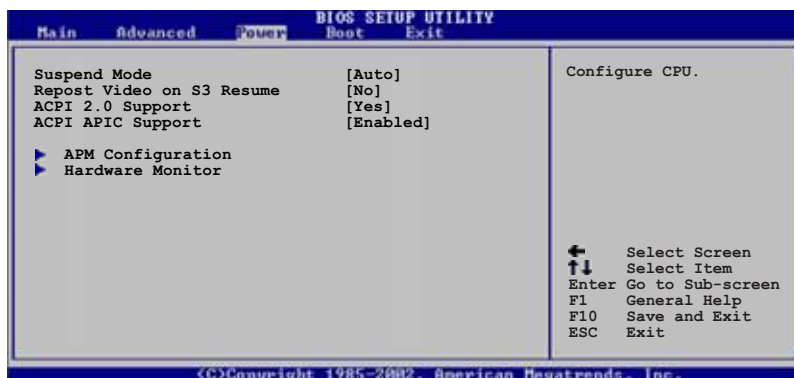 BIOS SETUP UTILITY
Main Advanced Power Boot Exit
Suspend Mode [Auto]
Repost Video on S3 Resume [No]
ACPI 2.0 Support [Yes]
ACPI APIC Support [Enabled]
APM Configuration
Hardware Monitor
Configure CPU.
Select Screen
Select Item
Enter Go to Sub-screen
F1 General Help
F10 Save and Exit
ESC Exit
(C)Copyright 1985-2002, American Megatrends, Inc.